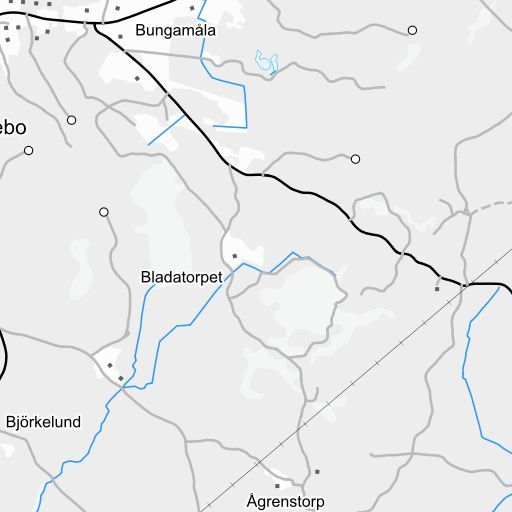 Bungamåla
ebo
Bladatorpet
Björkelund
Ågrenstorp